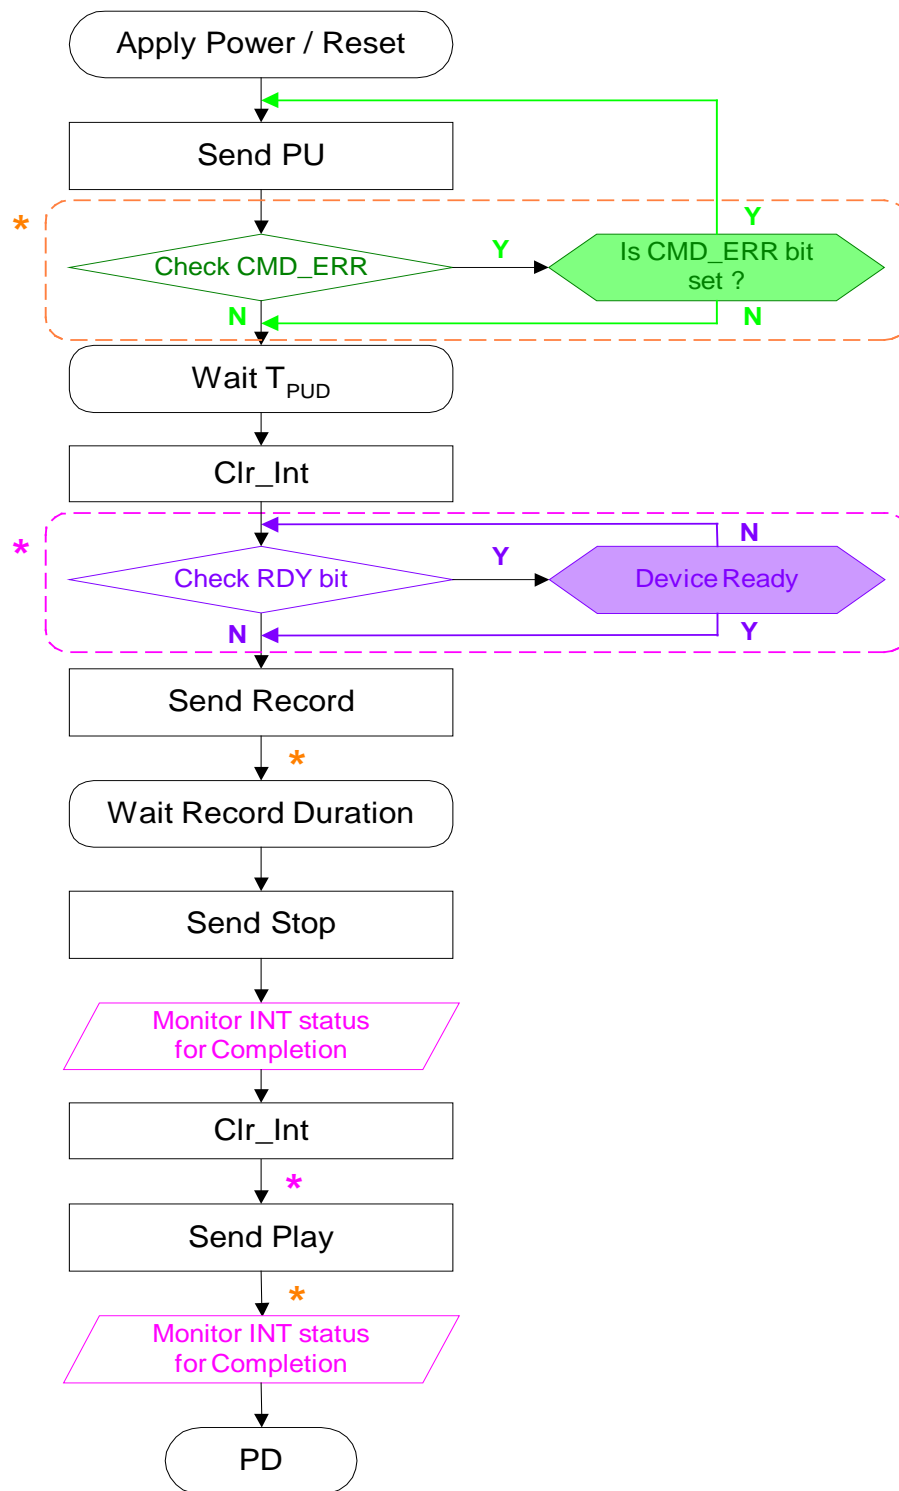 Apply Power / Reset
Send PU
*
Y
Check CMD_ERR
Y
Is CMD_ERR bit
set ?
N
N
Wait TPUD
Clr_Int
*
N
Check RDY bit
Y
Device Ready
N
Y
Send Record
*
Wait Record Duration
Send Stop
Monitor INT status
for Completion
Clr_Int
*
Send Play
*
Monitor INT status
for Completion
PD